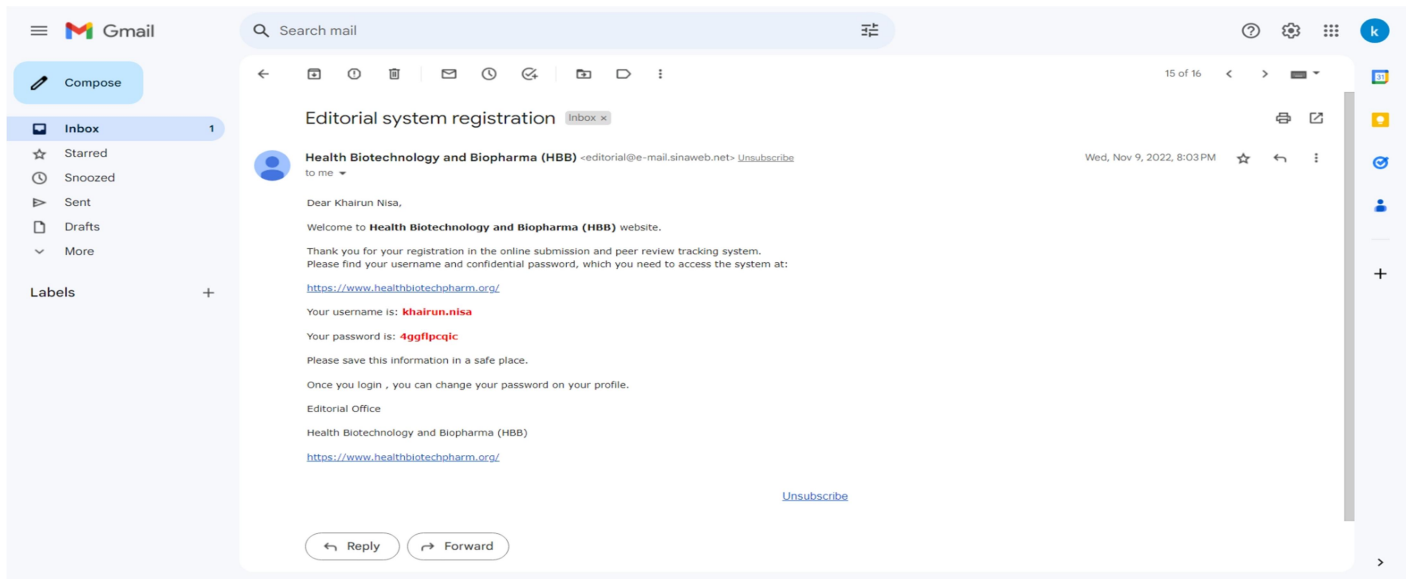 Gmail
Search mail
k
Compose
15 of 16
31
Editorial system registration Inbox x
Inbox 1
Starred
Snoozed
Sent
Drafts
More
Labels
Health Biotechnology and Biopharma (HBB) <editorial@e-mail.sinaweb.net> Unsubscribe
Wed, Nov 9, 2022, 8:03 PM
to me
Dear Khairun Nisa,
Welcome to Health Biotechnology and Biopharma (HBB) website.
Thank you for your registration in the online submission and peer review tracking system.
Please find your username and confidential password, which you need to access the system at:
https://www.healthbiotechpharm.org/
Your username is: khairun.nisa
Your password is: 4ggflpcqic
Please save this information in a safe place.
Once you login , you can change your password on your profile.
Editorial Office
Health Biotechnology and Biopharma (HBB)
https://www.healthbiotechpharm.org/
Unsubscribe
Reply
Forward